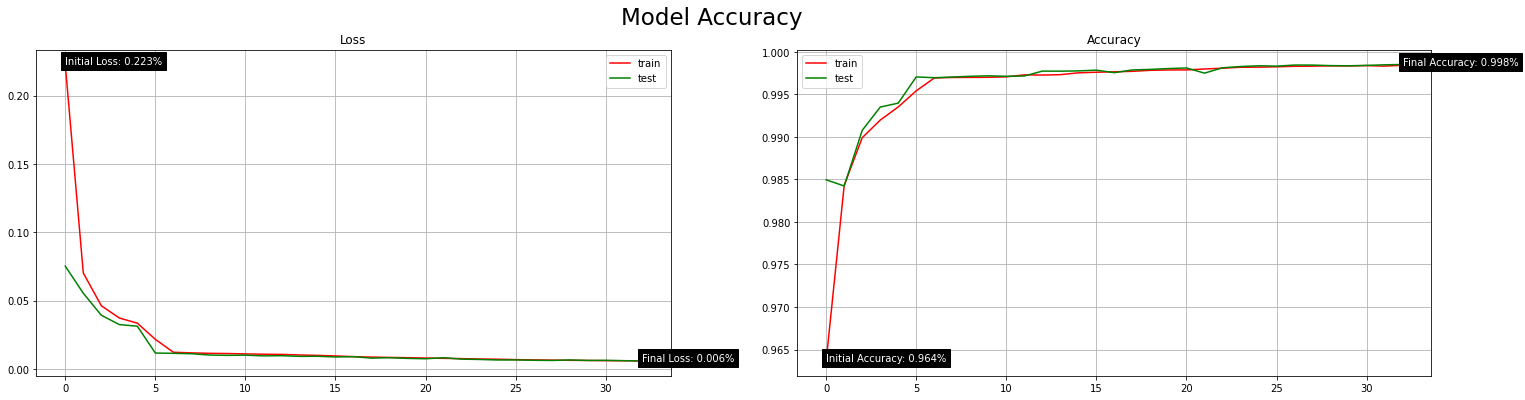 Model Accuracy
Loss
Initial Loss: 0.223%
train
test
0.20
0.15
0.10
0.05
0.00
Final Loss: 0.006%
0 5 10 15 20 25 30
Accuracy
train
test
Final Accuracy: 0.998%
1.000
0.995
0.990
0.985
0.980
0.975
0.970
0.965
Initial Accuracy: 0.964%
0 5 10 15 20 25 30